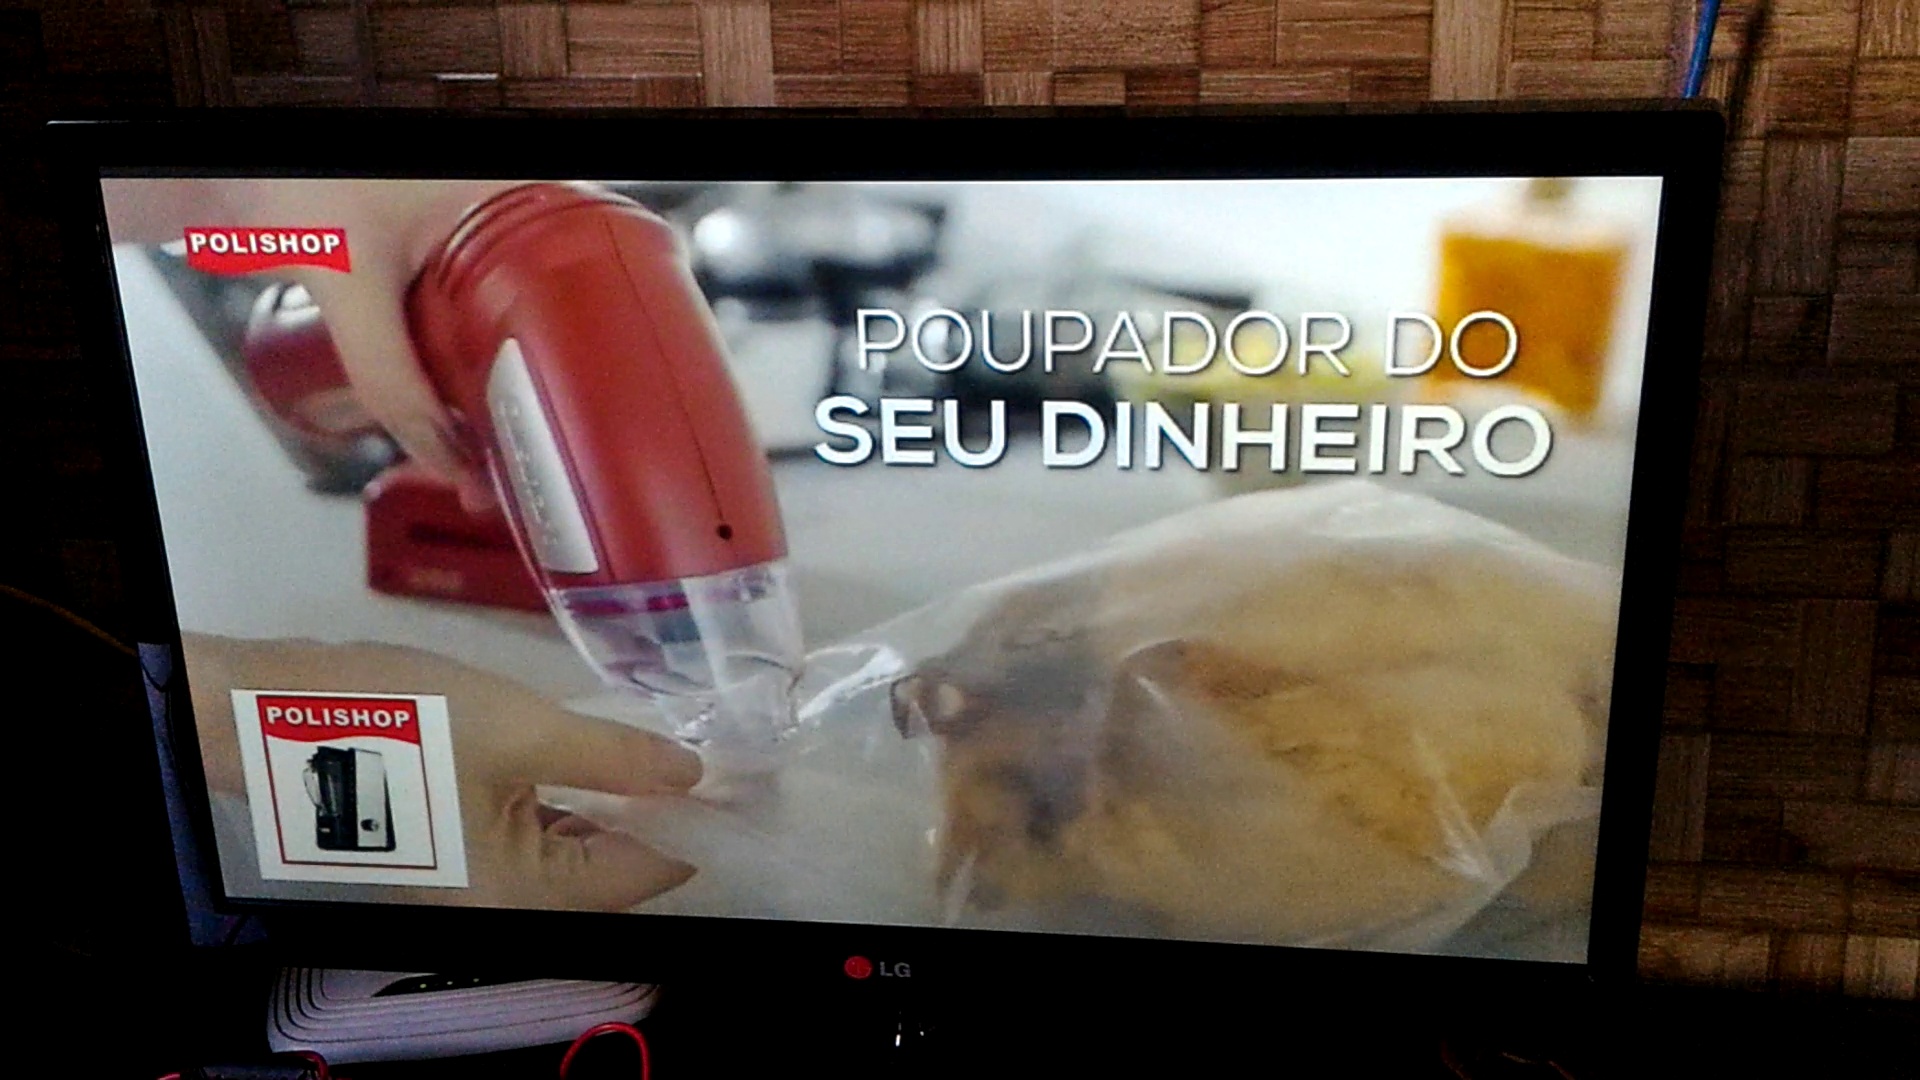 POLISHOP
POUPADOR DO
SEU DINHEIRO
POLISHOP
LG